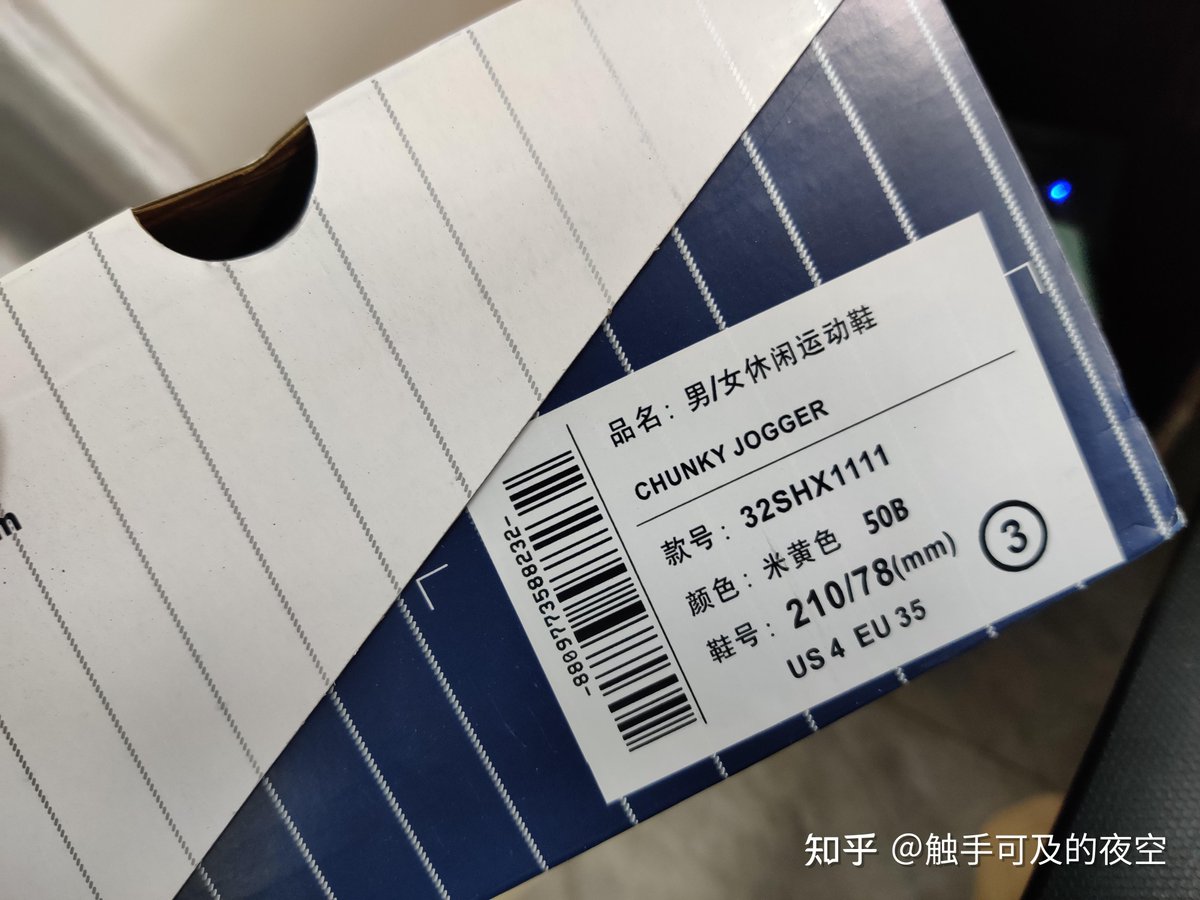 品名：男/女休闲运动鞋
CHUNKY JOGGER
款号：32SHX1111
颜色：米黄色 50B
鞋号：210/78(mm)
US 4 EU 35
3
-8809773588232-
m
知乎 @触手可及的夜空